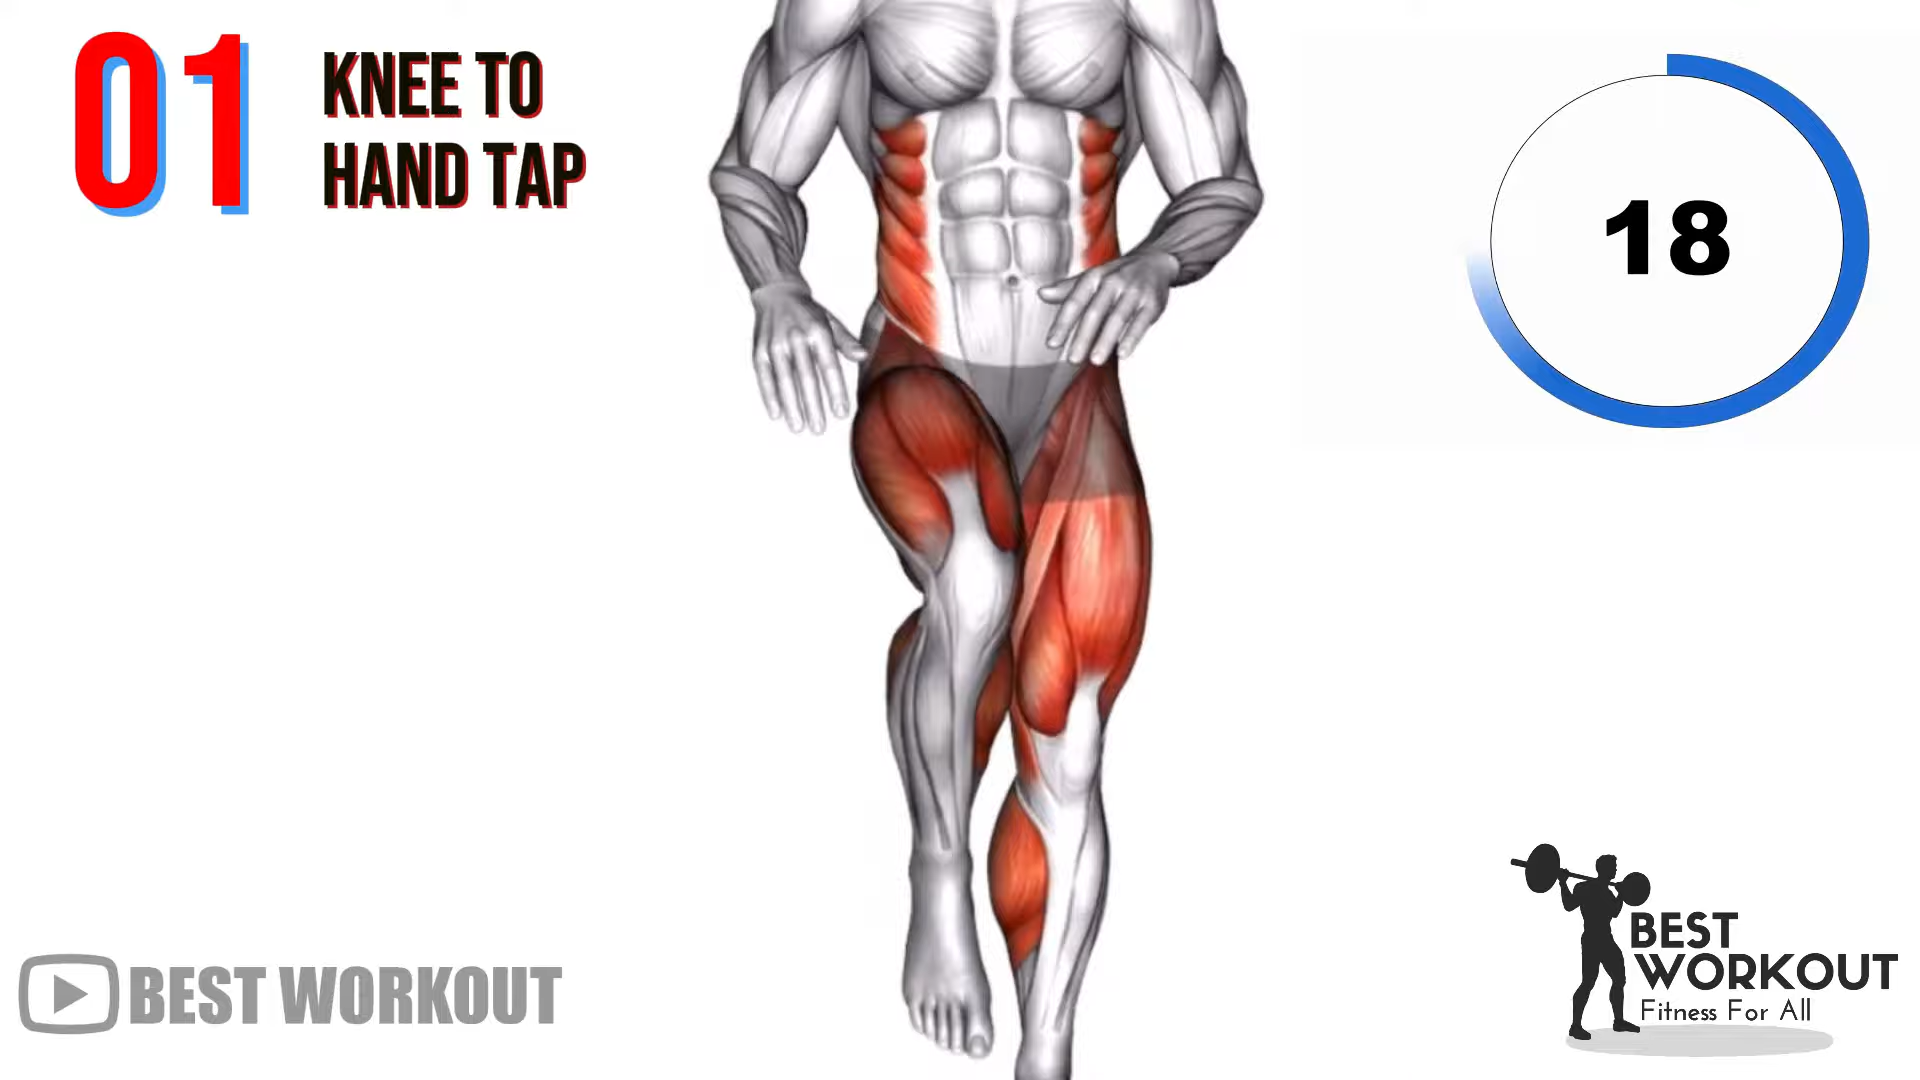 01
KNEE TO
HAND TAP
18
BEST WORKOUT
BEST
WORKOUT
Fitness For All